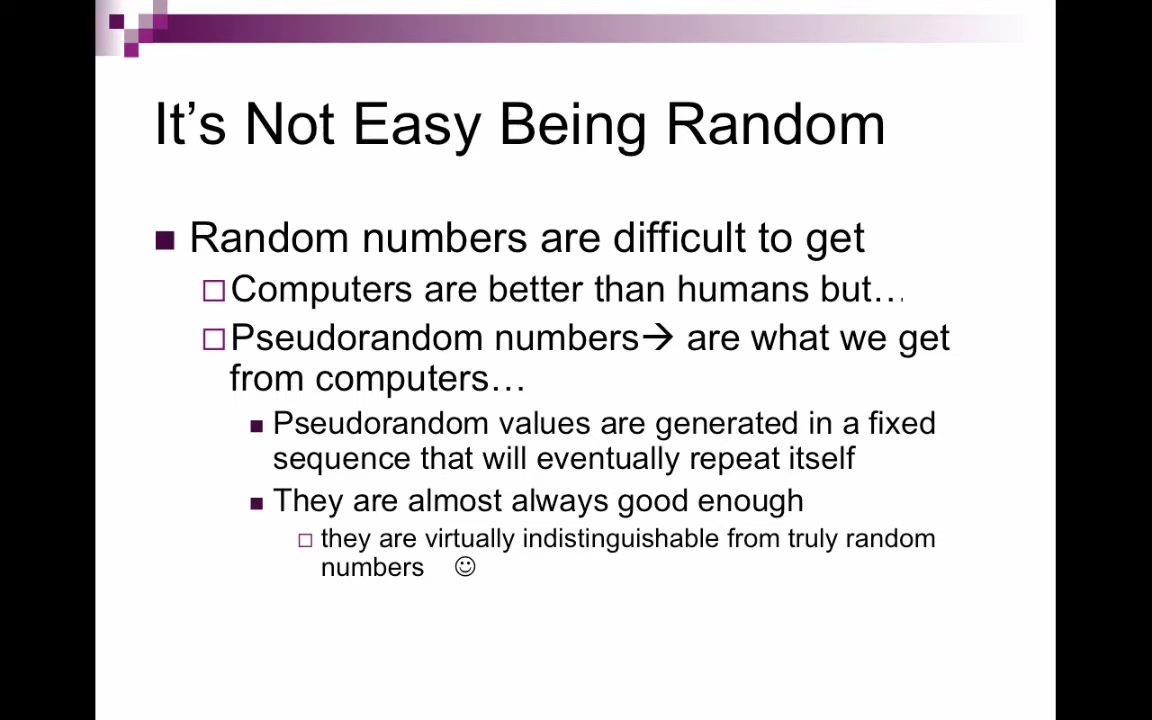 It’s Not Easy Being Random
Random numbers are difficult to get
Computers are better than humans but…
Pseudorandom numbers→ are what we get
from computers…
Pseudorandom values are generated in a fixed
sequence that will eventually repeat itself
They are almost always good enough
they are virtually indistinguishable from truly random
numbers ☺